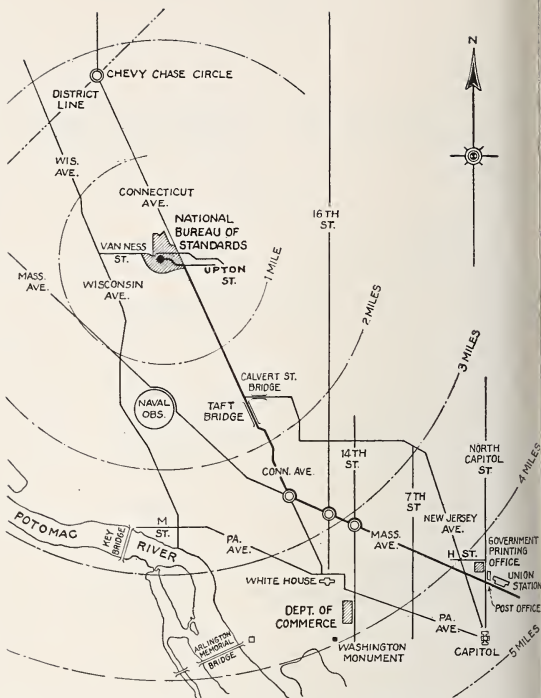 N
CHEVY CHASE CIRCLE
DISTRICT
LINE
WIS.
AVE.
CONNECTICUT
AVE.
16TH
ST.
NATIONAL
BUREAU OF
STANDARDS
VAN NESS
ST.
UPTON
ST.
MASS.
AVE.
WISCONSIN
AVE.
1 MILE
2 MILES
3 MILES
4 MILES
5 MILES
CALVERT ST.
BRIDGE
TAFT
BRIDGE
NAVAL
OBS.
14TH
ST.
NORTH
CAPITOL
ST.
CONN. AVE.
7TH
ST
NEW JERSEY
AVE.
MASS.
AVE.
H ST.
GOVERNMENT
PRINTING
OFFICE
UNION
STATION
POST OFFICE
POTOMAC
RIVER
KEY
BRIDGE
M
ST.
PA.
AVE.
WHITE HOUSE
DEPT. OF
COMMERCE
PA.
AVE.
CAPITOL
ARLINGTON
MEMORIAL
BRIDGE
WASHINGTON
MONUMENT